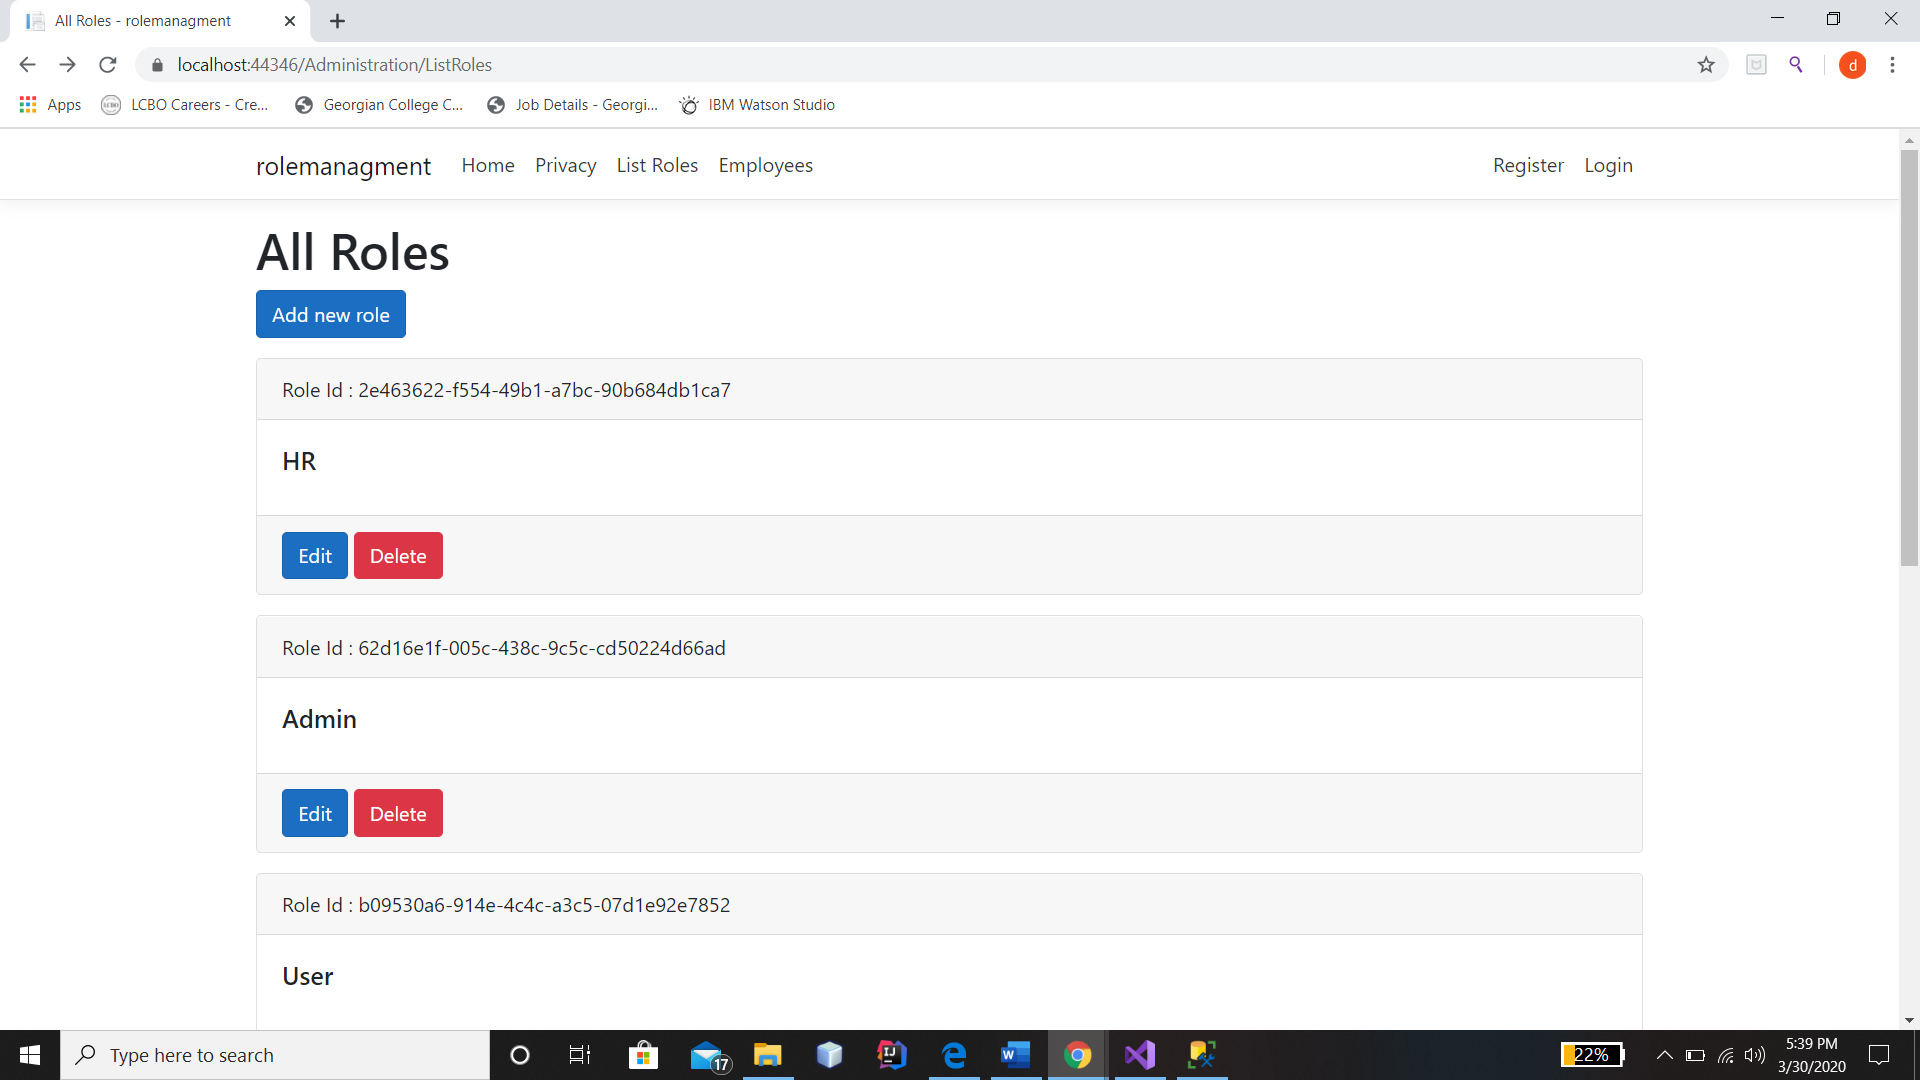 All Roles - rolemanagment
localhost:44346/Administration/ListRoles
d
Apps
LCBO Careers - Cre...
Georgian College C...
Job Details - Georgi...
IBM Watson Studio
rolemanagment Home Privacy List Roles Employees Register Login
All Roles
Add new role
Role Id : 2e463622-f554-49b1-a7bc-90b684db1ca7
HR
Edit Delete
Role Id : 62d16e1f-005c-438c-9c5c-cd50224d66ad
Admin
Edit Delete
Role Id : b09530a6-914e-4c4c-a3c5-07d1e92e7852
User
Type here to search
17
22%
5:39 PM
3/30/2020